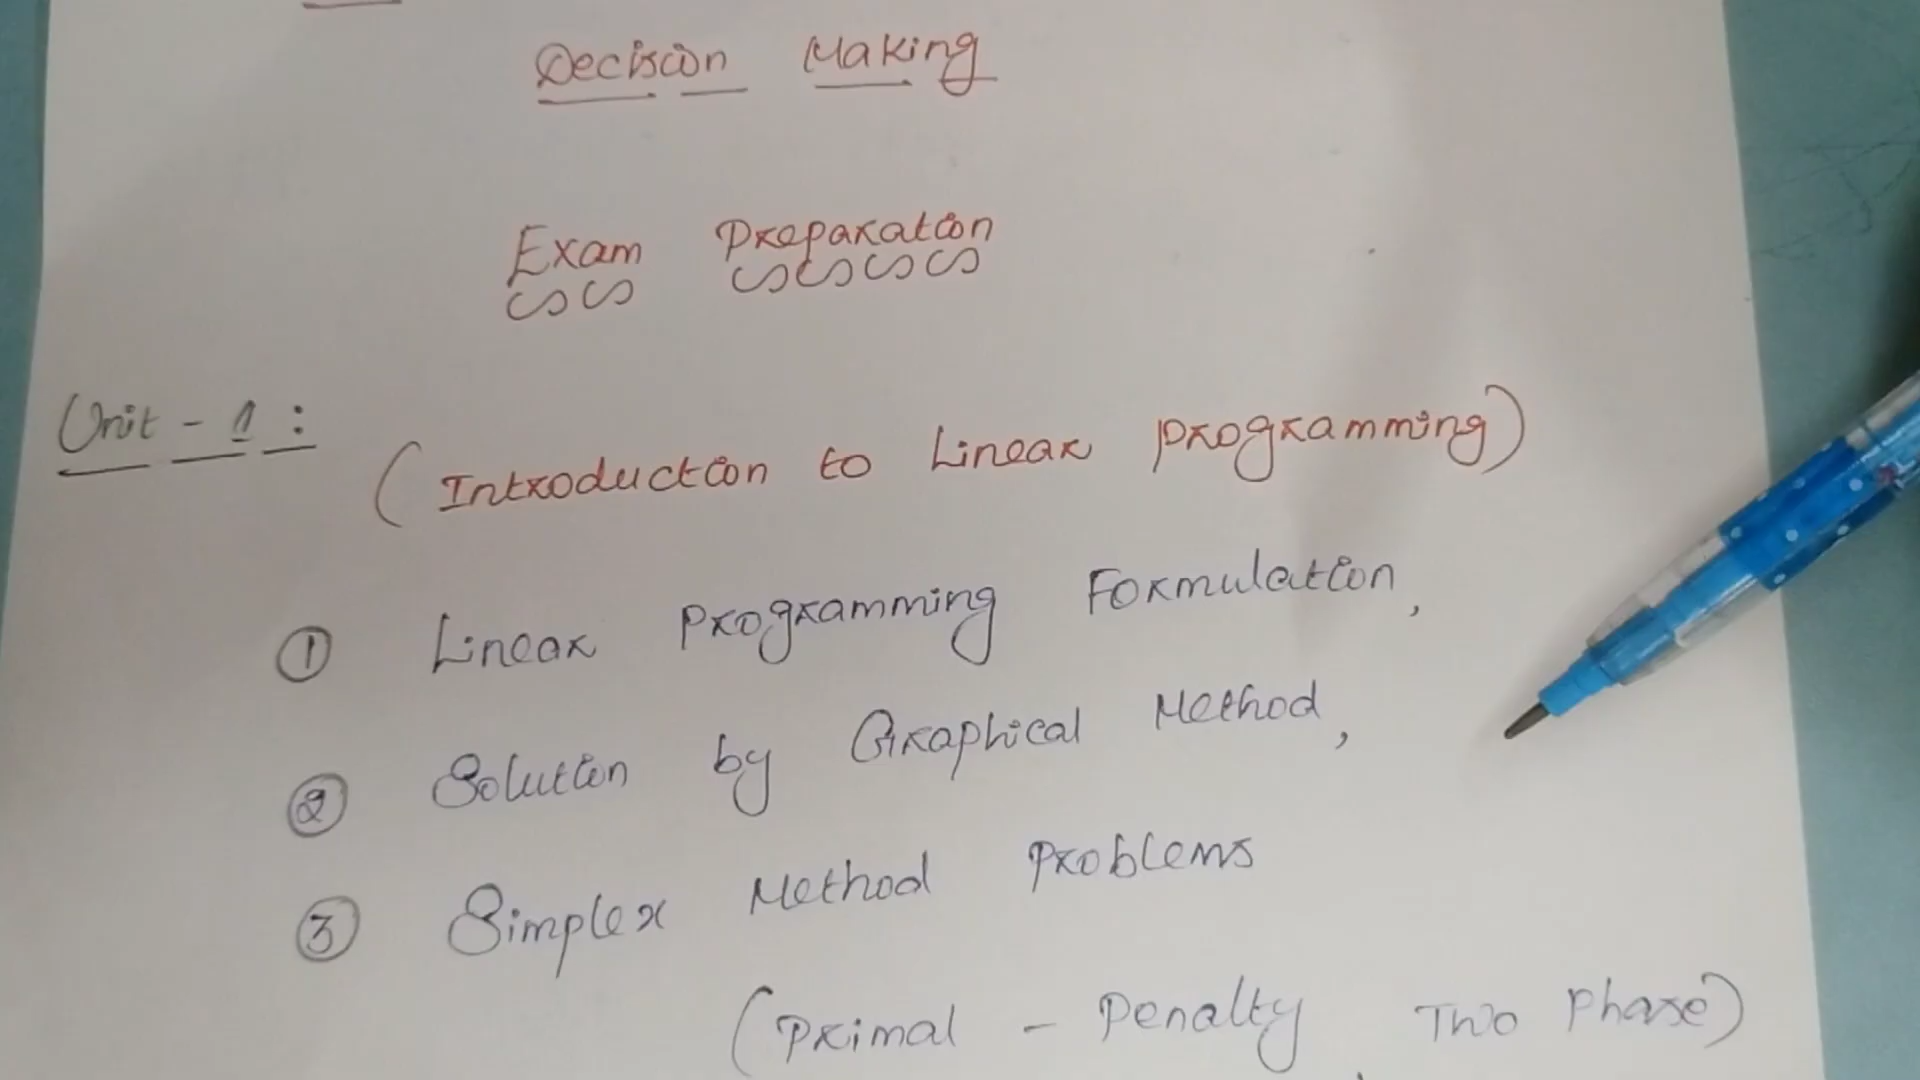 Decision Making
Exam Preparation
Unit - 1 :
(Introduction to Linear programming)
① Linear Programming Formulation,
② Solution by Graphical Method,
③ Simplex Method Problems
(Primal - Penalty, Two Phase)